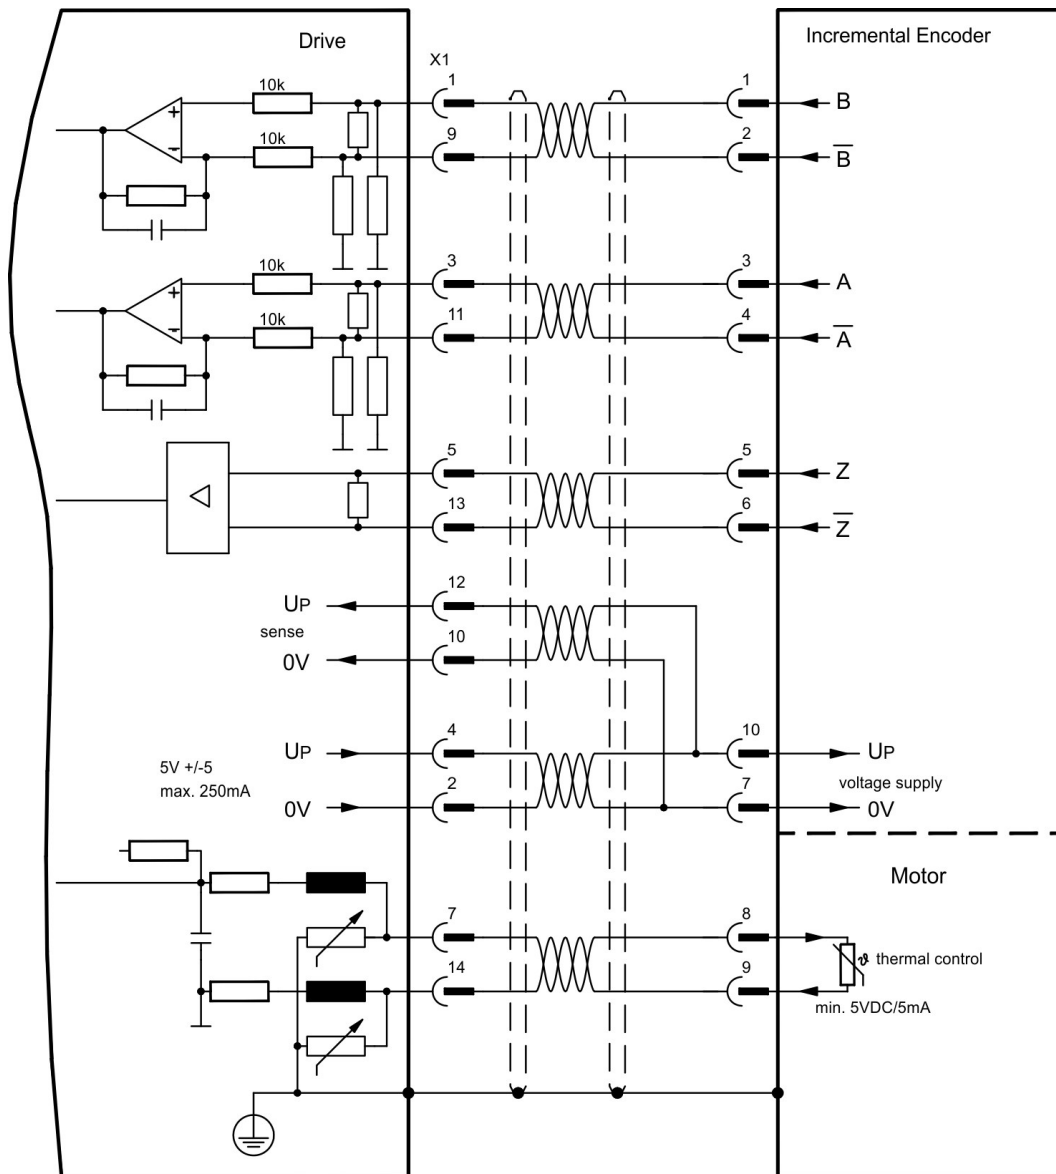 Drive
Incremental Encoder
X1
10k
1
1
B
10k
9
2
B̅
10k
3
3
A
10k
11
4
A̅
5
5
Z
13
6
Z̅
12
UP
sense
10
0V
4
10
UP
UP
5V +/-5
max. 250mA
voltage supply
2
7
0V
0V
Motor
7
8
ϑ thermal control
14
9
min. 5VDC/5mA
+
-
+
-